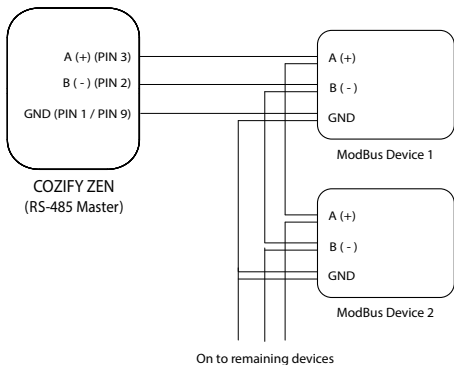 A (+) (PIN 3)
B ( - ) (PIN 2)
GND (PIN 1 / PIN 9)
COZIFY ZEN
(RS-485 Master)
A (+)
B ( - )
GND
ModBus Device 1
A (+)
B ( - )
GND
ModBus Device 2
On to remaining devices